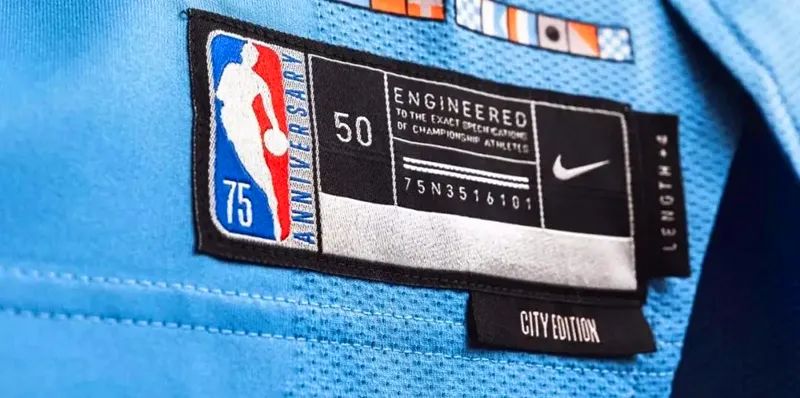 75
ANNIVERSARY
50
ENGINEERED
TO THE EXACT SPECIFICATIONS
OF CHAMPIONSHIP ATHLETES
75N3516101
LENGTH+4
CITY EDITION